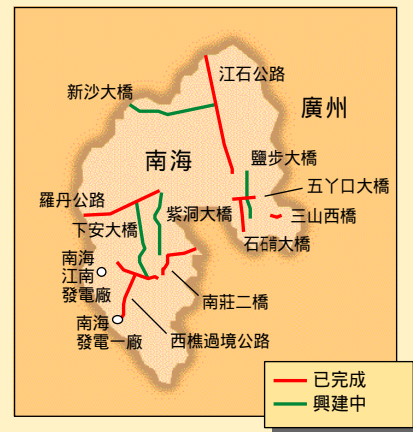 江石公路
新沙大橋
廣州
南海
鹽步大橋
五丫口大橋
羅丹公路
紫洞大橋
三山西橋
下安大橋
石碃大橋
南海
江南
發電廠
南莊二橋
南海
發電一廠
西樵過境公路
已完成
興建中